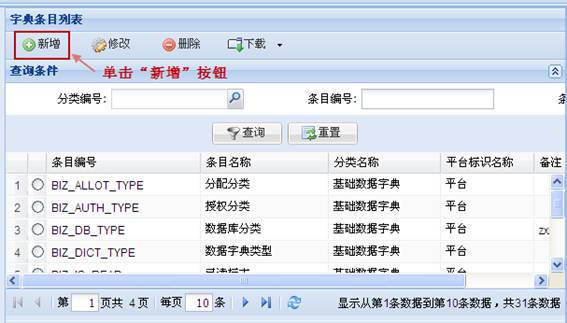 字典条目列表
新增 修改 删除 下载
单击“新增”按钮
查询条件
分类编号: 条目编号:
查询 重置
条目编号 条目名称 分类名称 平台标识名称 备注
1 BIZ_ALLOT_TYPE 分配分类 基础数据字典 平台
2 BIZ_AUTH_TYPE 授权分类 基础数据字典 平台
3 BIZ_DB_TYPE 数据库分类 基础数据字典 平台 zx
4 BIZ_DICT_TYPE 数据字典类型 基础数据字典 平台
第 1 页共 4 页 每页 10 条 显示从第1条数据到第10条数据，共31条数据